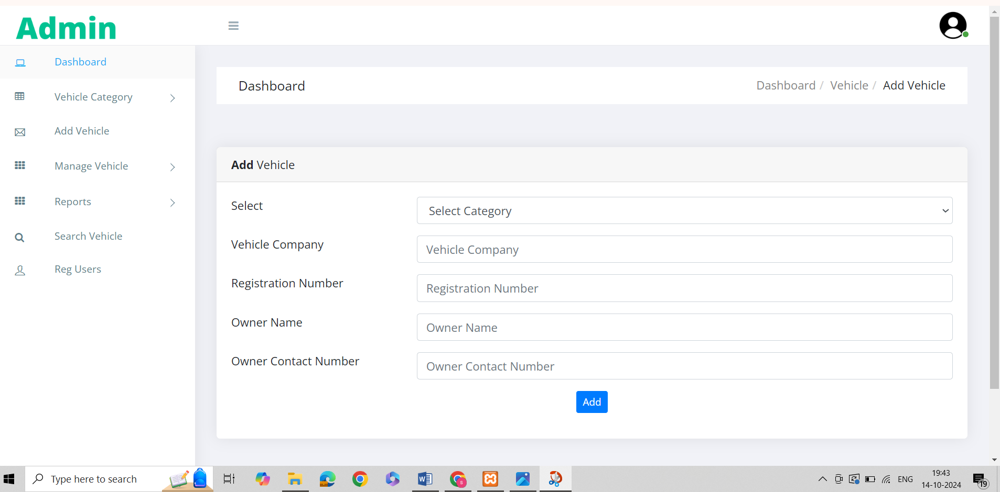 Admin
Dashboard
Vehicle Category
Add Vehicle
Manage Vehicle
Reports
Search Vehicle
Reg Users
Dashboard
Dashboard / Vehicle / Add Vehicle
Add Vehicle
Select
Select Category
Vehicle Company
Vehicle Company
Registration Number
Registration Number
Owner Name
Owner Name
Owner Contact Number
Owner Contact Number
Add
Type here to search
W
S
ENG
19:43
14-10-2024
19